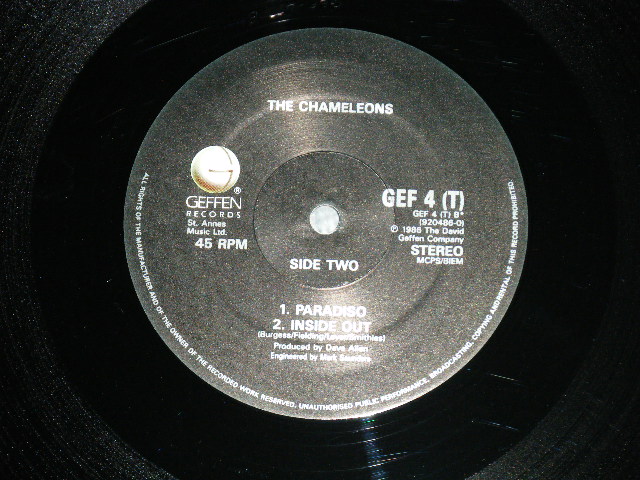 THE CHAMELEONS
GEFFEN
RECORDS
®
St. Annes
Music Ltd.
45 RPM
GEF 4 (T)
GEF 4 (T) B*
(920486-0)
℗ 1986 The David
Geffen Company
STEREO
MCPS/BIEM
SIDE TWO
1. PARADISO
2. INSIDE OUT
(Burgess/Fielding/Lever/Smithies)
Produced by Dave Allen
Engineered by Mark Saunders
ALL RIGHTS OF THE MANUFACTURER AND OF THE OWNER OF THE RECORDED WORK RESERVED. UNAUTHORISED PUBLIC PERFORMANCE, BROADCASTING, COPYING AND RENTAL OF THIS RECORD PROHIBITED.